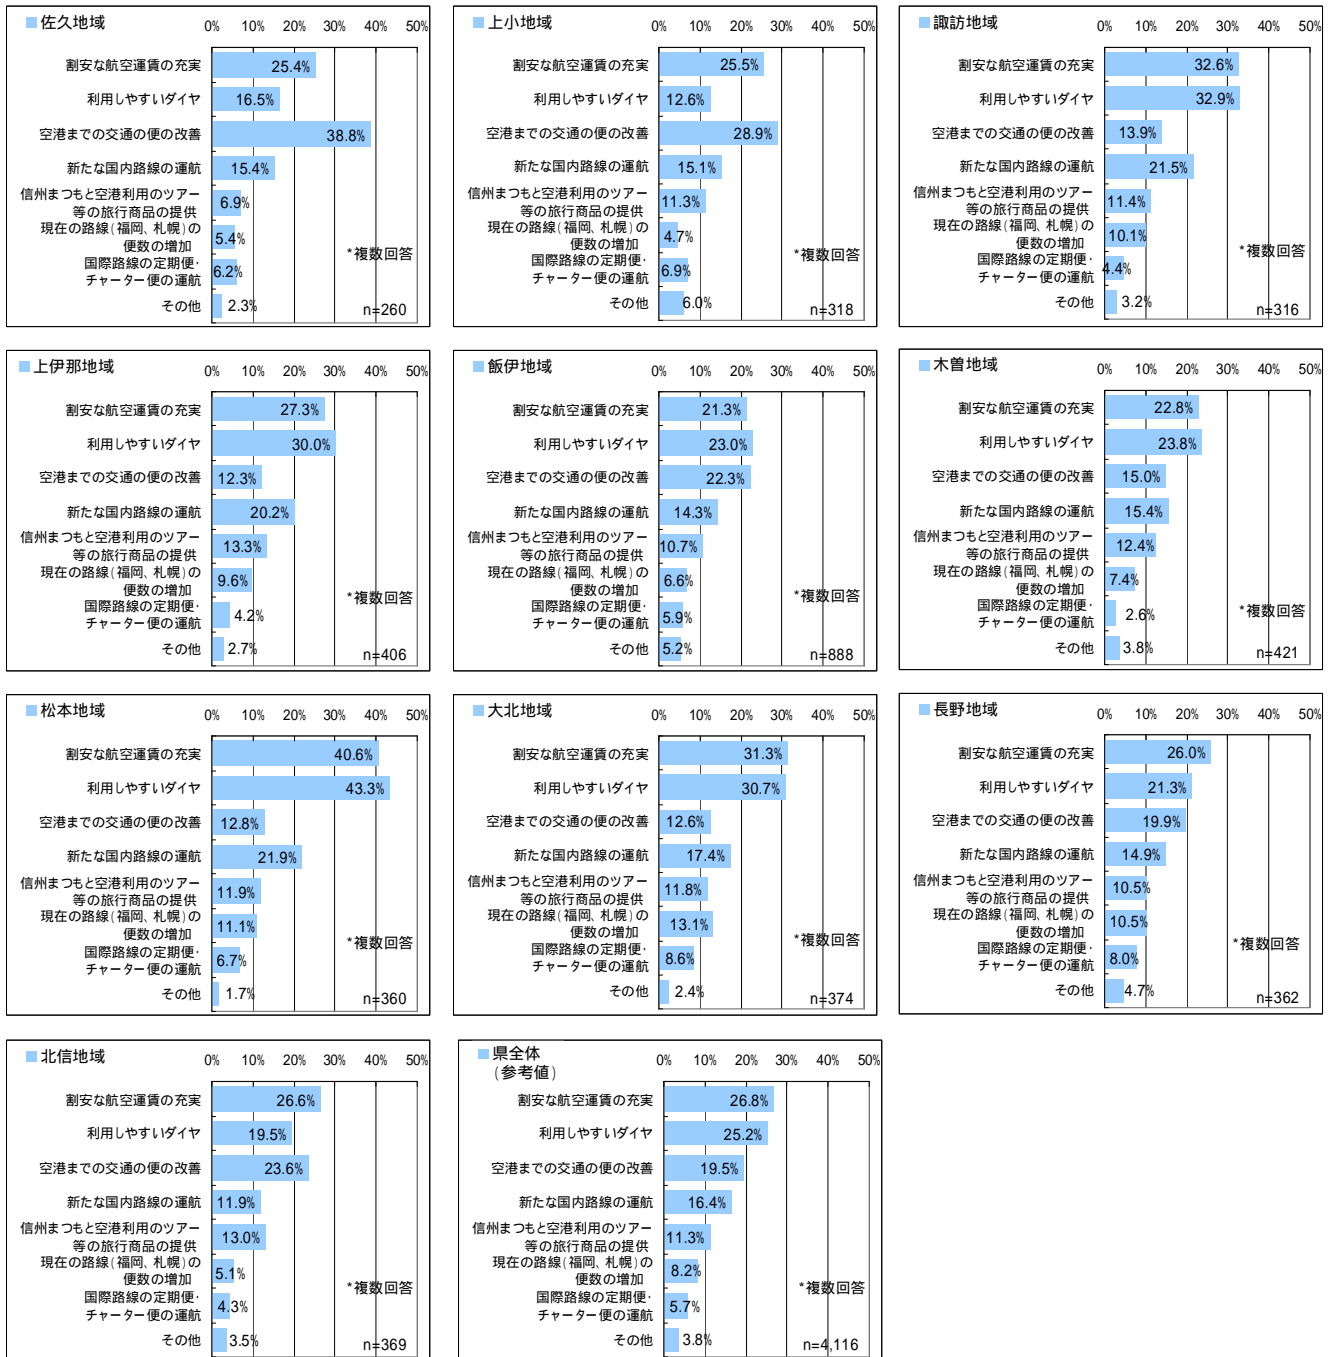 佐久地域
0% 10% 20% 30% 40% 50%
割安な航空運賃の充実 25.4%
利用しやすいダイヤ 16.5%
空港までの交通の便の改善 38.8%
新たな国内路線の運航 15.4%
信州まつもと空港利用のツアー
等の旅行商品の提供 6.9%
現在の路線(福岡、札幌)の
便数の増加 5.4%
国際路線の定期便・
チャーター便の運航 6.2%
その他 2.3%
*複数回答
n=260
上小地域
0% 10% 20% 30% 40% 50%
割安な航空運賃の充実 25.5%
利用しやすいダイヤ 12.6%
空港までの交通の便の改善 28.9%
新たな国内路線の運航 15.1%
信州まつもと空港利用のツアー
等の旅行商品の提供 11.3%
現在の路線(福岡、札幌)の
便数の増加 4.7%
国際路線の定期便・
チャーター便の運航 6.9%
その他 6.0%
*複数回答
n=318
諏訪地域
0% 10% 20% 30% 40% 50%
割安な航空運賃の充実 32.6%
利用しやすいダイヤ 32.9%
空港までの交通の便の改善 13.9%
新たな国内路線の運航 21.5%
信州まつもと空港利用のツアー
等の旅行商品の提供 11.4%
現在の路線(福岡、札幌)の
便数の増加 10.1%
国際路線の定期便・
チャーター便の運航 4.4%
その他 3.2%
*複数回答
n=316
上伊那地域
0% 10% 20% 30% 40% 50%
割安な航空運賃の充実 27.3%
利用しやすいダイヤ 30.0%
空港までの交通の便の改善 12.3%
新たな国内路線の運航 20.2%
信州まつもと空港利用のツアー
等の旅行商品の提供 13.3%
現在の路線(福岡、札幌)の
便数の増加 9.6%
国際路線の定期便・
チャーター便の運航 4.2%
その他 2.7%
*複数回答
n=406
飯伊地域
0% 10% 20% 30% 40% 50%
割安な航空運賃の充実 21.3%
利用しやすいダイヤ 23.0%
空港までの交通の便の改善 22.3%
新たな国内路線の運航 14.3%
信州まつもと空港利用のツアー
等の旅行商品の提供 10.7%
現在の路線(福岡、札幌)の
便数の増加 6.6%
国際路線の定期便・
チャーター便の運航 5.9%
その他 5.2%
*複数回答
n=888
木曽地域
0% 10% 20% 30% 40% 50%
割安な航空運賃の充実 22.8%
利用しやすいダイヤ 23.8%
空港までの交通の便の改善 15.0%
新たな国内路線の運航 15.4%
信州まつもと空港利用のツアー
等の旅行商品の提供 12.4%
現在の路線(福岡、札幌)の
便数の増加 7.4%
国際路線の定期便・
チャーター便の運航 2.6%
その他 3.8%
*複数回答
n=421
松本地域
0% 10% 20% 30% 40% 50%
割安な航空運賃の充実 40.6%
利用しやすいダイヤ 43.3%
空港までの交通の便の改善 12.8%
新たな国内路線の運航 21.9%
信州まつもと空港利用のツアー
等の旅行商品の提供 11.9%
現在の路線(福岡、札幌)の
便数の増加 11.1%
国際路線の定期便・
チャーター便の運航 6.7%
その他 1.7%
*複数回答
n=360
大北地域
0% 10% 20% 30% 40% 50%
割安な航空運賃の充実 31.3%
利用しやすいダイヤ 30.7%
空港までの交通の便の改善 12.6%
新たな国内路線の運航 17.4%
信州まつもと空港利用のツアー
等の旅行商品の提供 11.8%
現在の路線(福岡、札幌)の
便数の増加 13.1%
国際路線の定期便・
チャーター便の運航 8.6%
その他 2.4%
*複数回答
n=374
長野地域
0% 10% 20% 30% 40% 50%
割安な航空運賃の充実 26.0%
利用しやすいダイヤ 21.3%
空港までの交通の便の改善 19.9%
新たな国内路線の運航 14.9%
信州まつもと空港利用のツアー
等の旅行商品の提供 10.5%
現在の路線(福岡、札幌)の
便数の増加 10.5%
国際路線の定期便・
チャーター便の運航 8.0%
その他 4.7%
*複数回答
n=362
北信地域
0% 10% 20% 30% 40% 50%
割安な航空運賃の充実 26.6%
利用しやすいダイヤ 19.5%
空港までの交通の便の改善 23.6%
新たな国内路線の運航 11.9%
信州まつもと空港利用のツアー
等の旅行商品の提供 13.0%
現在の路線(福岡、札幌)の
便数の増加 5.1%
国際路線の定期便・
チャーター便の運航 4.3%
その他 3.5%
*複数回答
n=369
県全体
(参考値)
0% 10% 20% 30% 40% 50%
割安な航空運賃の充実 26.8%
利用しやすいダイヤ 25.2%
空港までの交通の便の改善 19.5%
新たな国内路線の運航 16.4%
信州まつもと空港利用のツアー
等の旅行商品の提供 11.3%
現在の路線(福岡、札幌)の
便数の増加 8.2%
国際路線の定期便・
チャーター便の運航 5.7%
その他 3.8%
*複数回答
n=4,116